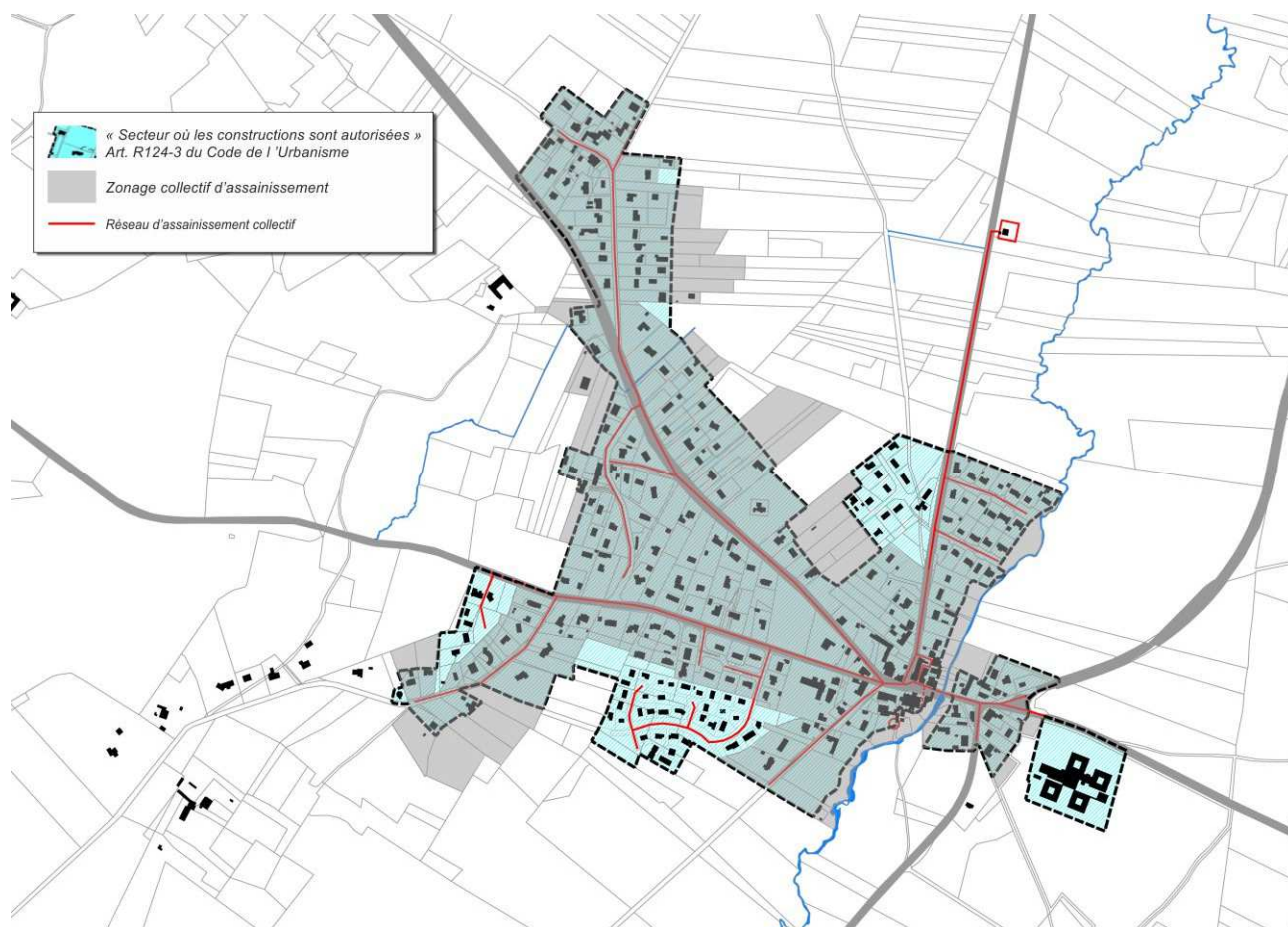 « Secteur où les constructions sont autorisées »
Art. R124-3 du Code de l 'Urbanisme
Zonage collectif d'assainissement
Réseau d'assainissement collectif